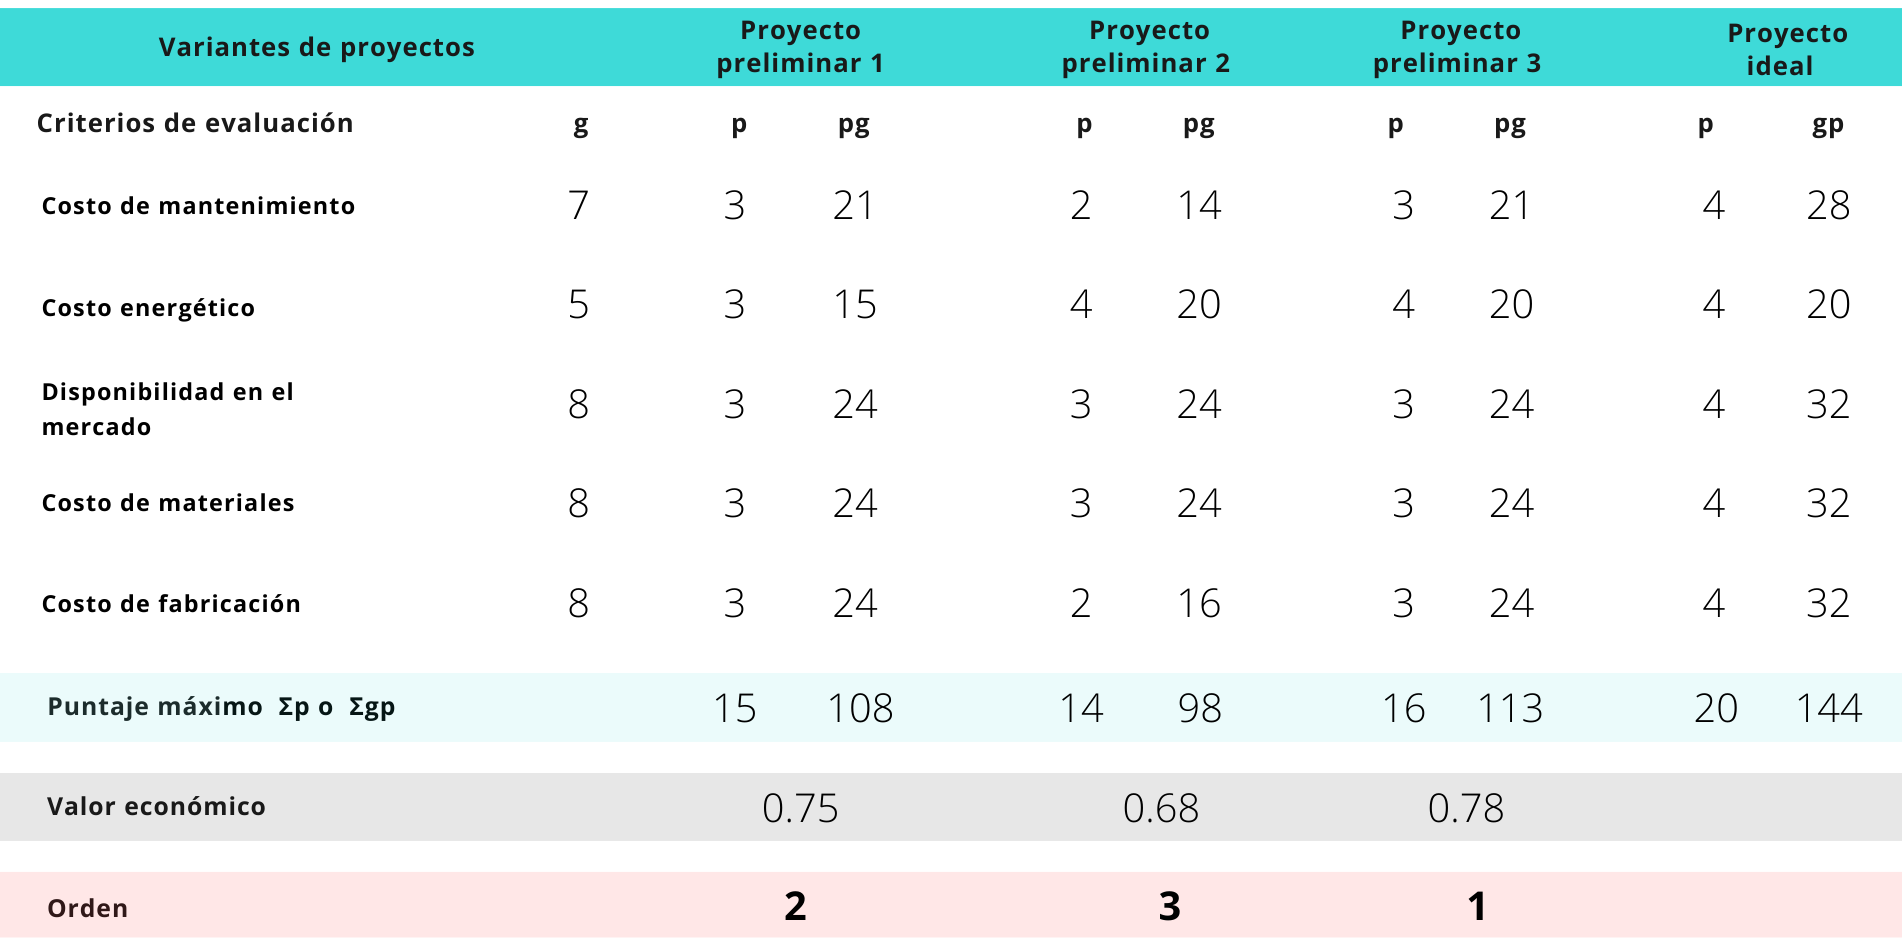 Variantes de proyectos Proyecto preliminar 1 Proyecto preliminar 2 Proyecto preliminar 3 Proyecto ideal
Criterios de evaluación g p pg p pg p pg p gp
Costo de mantenimiento 7 3 21 2 14 3 21 4 28
Costo energético 5 3 15 4 20 4 20 4 20
Disponibilidad en el mercado 8 3 24 3 24 3 24 4 32
Costo de materiales 8 3 24 3 24 3 24 4 32
Costo de fabricación 8 3 24 2 16 3 24 4 32
Puntaje máximo Σp o Σgp 15 108 14 98 16 113 20 144
Valor económico 0.75 0.68 0.78
Orden 2 3 1